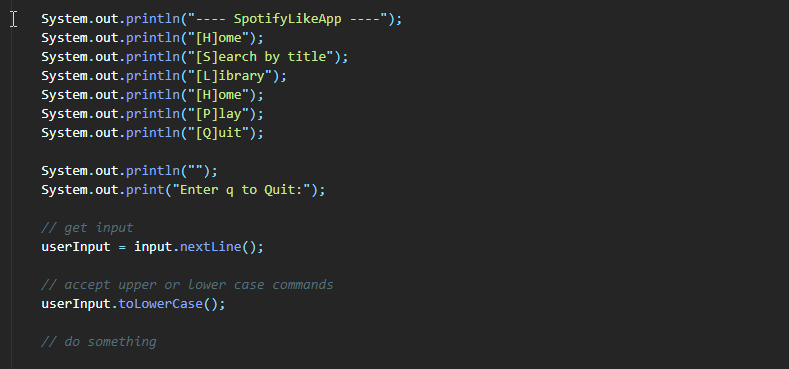 System.out.println("---- SpotifyLikeApp ----");
System.out.println("[H]ome");
System.out.println("[S]earch by title");
System.out.println("[L]ibrary");
System.out.println("[H]ome");
System.out.println("[P]lay");
System.out.println("[Q]uit");
System.out.println("");
System.out.print("Enter q to Quit:");
// get input
userInput = input.nextLine();
// accept upper or lower case commands
userInput.toLowerCase();
// do something